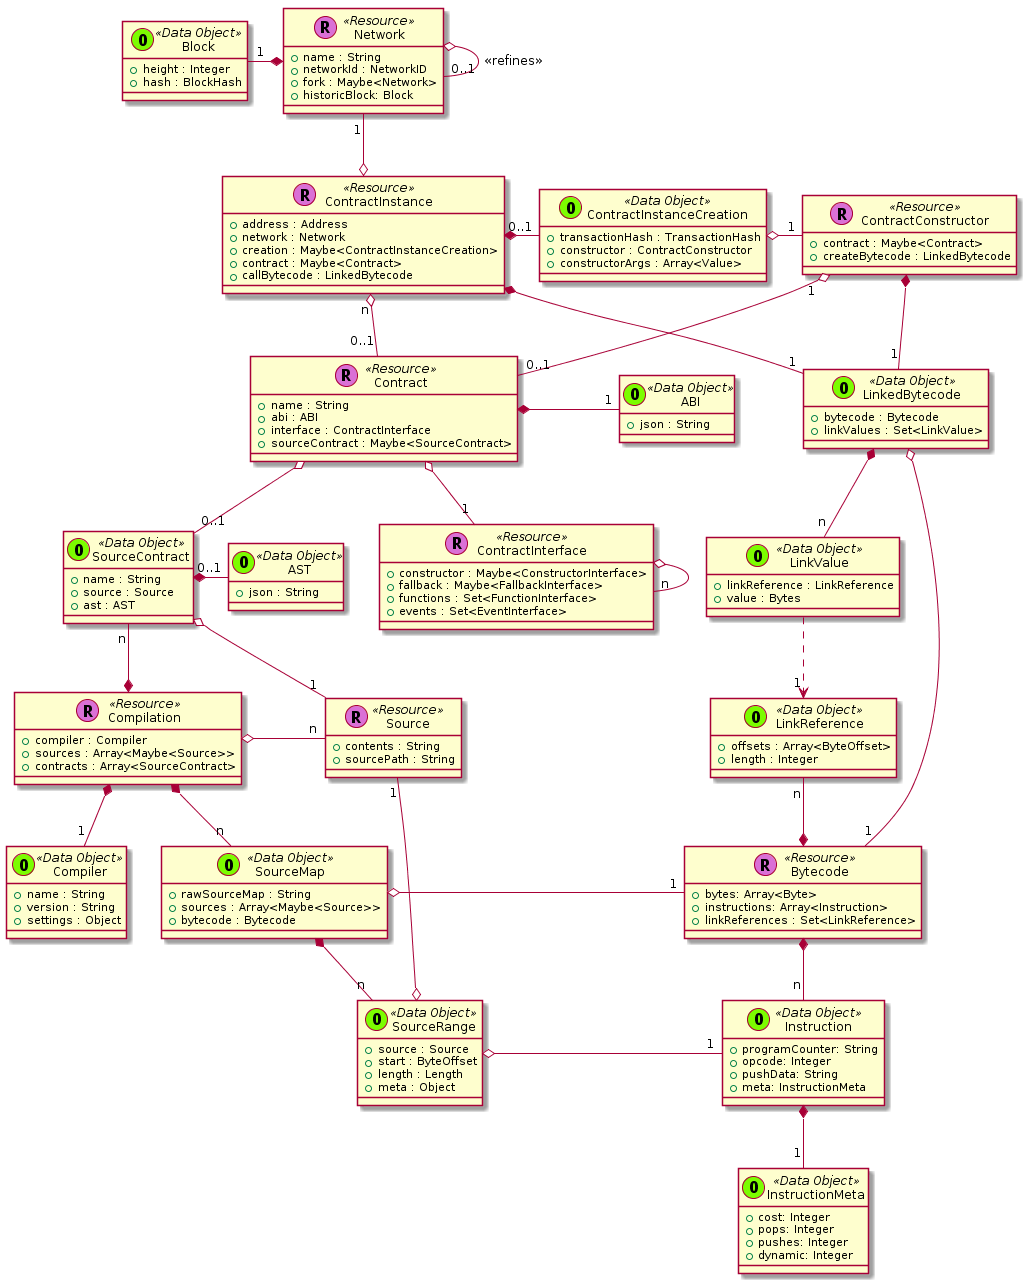 «Data Object»
Block
height : Integer
hash : BlockHash
1
«Resource»
Network
name : String
networkId : NetworkID
fork : Maybe<Network>
historicBlock: Block
0..1
«refines»
1
«Resource»
ContractInstance
address : Address
network : Network
creation : Maybe<ContractInstanceCreation>
contract : Maybe<Contract>
callBytecode : LinkedBytecode
0..1
«Data Object»
ContractInstanceCreation
transactionHash : TransactionHash
constructor : ContractConstructor
constructorArgs : Array<Value>
1
«Resource»
ContractConstructor
contract : Maybe<Contract>
createBytecode : LinkedBytecode
n
0..1
1
0..1
1
1
«Resource»
Contract
name : String
abi : ABI
interface : ContractInterface
sourceContract : Maybe<SourceContract>
1
«Data Object»
ABI
json : String
«Data Object»
LinkedBytecode
bytecode : Bytecode
linkValues : Set<LinkValue>
0..1
1
n
«Data Object»
SourceContract
name : String
source : Source
ast : AST
0..1
«Data Object»
AST
json : String
«Resource»
ContractInterface
constructor : Maybe<ConstructorInterface>
fallback : Maybe<FallbackInterface>
functions : Set<FunctionInterface>
events : Set<EventInterface>
n
«Data Object»
LinkValue
linkReference : LinkReference
value : Bytes
n
1
1
«Resource»
Compilation
compiler : Compiler
sources : Array<Maybe<Source>>
contracts : Array<SourceContract>
n
«Resource»
Source
contents : String
sourcePath : String
«Data Object»
LinkReference
offsets : Array<ByteOffset>
length : Integer
1
n
1
n
1
«Data Object»
Compiler
name : String
version : String
settings : Object
«Data Object»
SourceMap
rawSourceMap : String
sources : Array<Maybe<Source>>
bytecode : Bytecode
1
«Resource»
Bytecode
bytes: Array<Byte>
instructions: Array<Instruction>
linkReferences : Set<LinkReference>
n
n
«Data Object»
SourceRange
source : Source
start : ByteOffset
length : Length
meta : Object
1
«Data Object»
Instruction
programCounter: String
opcode: Integer
pushData: String
meta: InstructionMeta
1
«Data Object»
InstructionMeta
cost: Integer
pops: Integer
pushes: Integer
dynamic: Integer